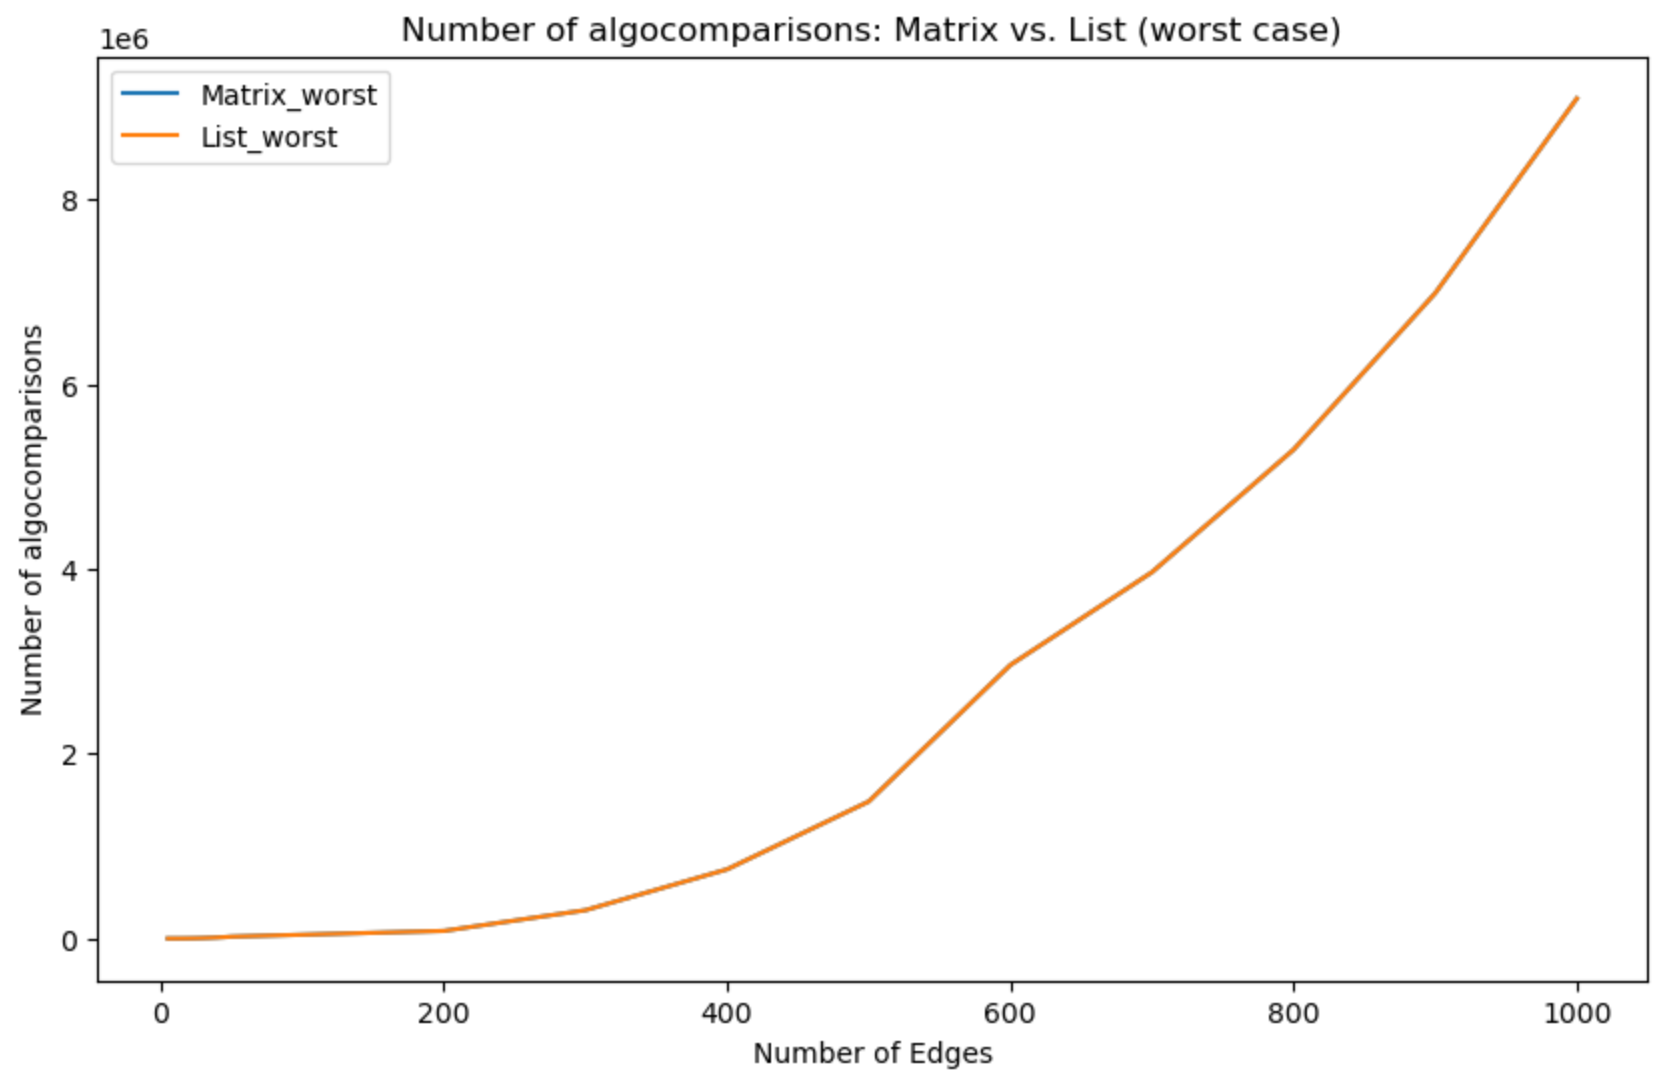 Number of algocomparisons: Matrix vs. List (worst case)
1e6
Matrix_worst
List_worst
8
6
4
2
0
Number of algocomparisons
0 200 400 600 800 1000
Number of Edges